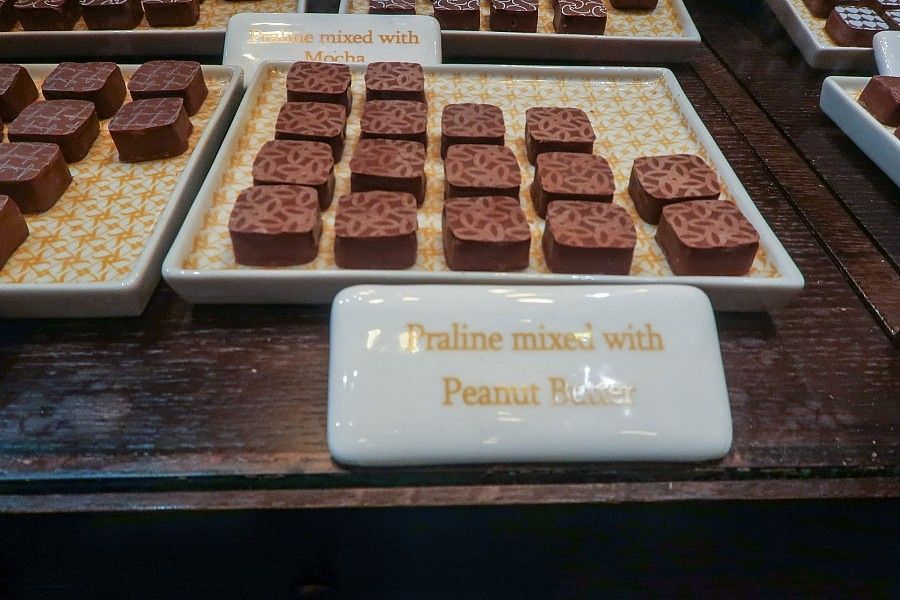 Praline mixed with
Mocha
Praline mixed with
Peanut Butter